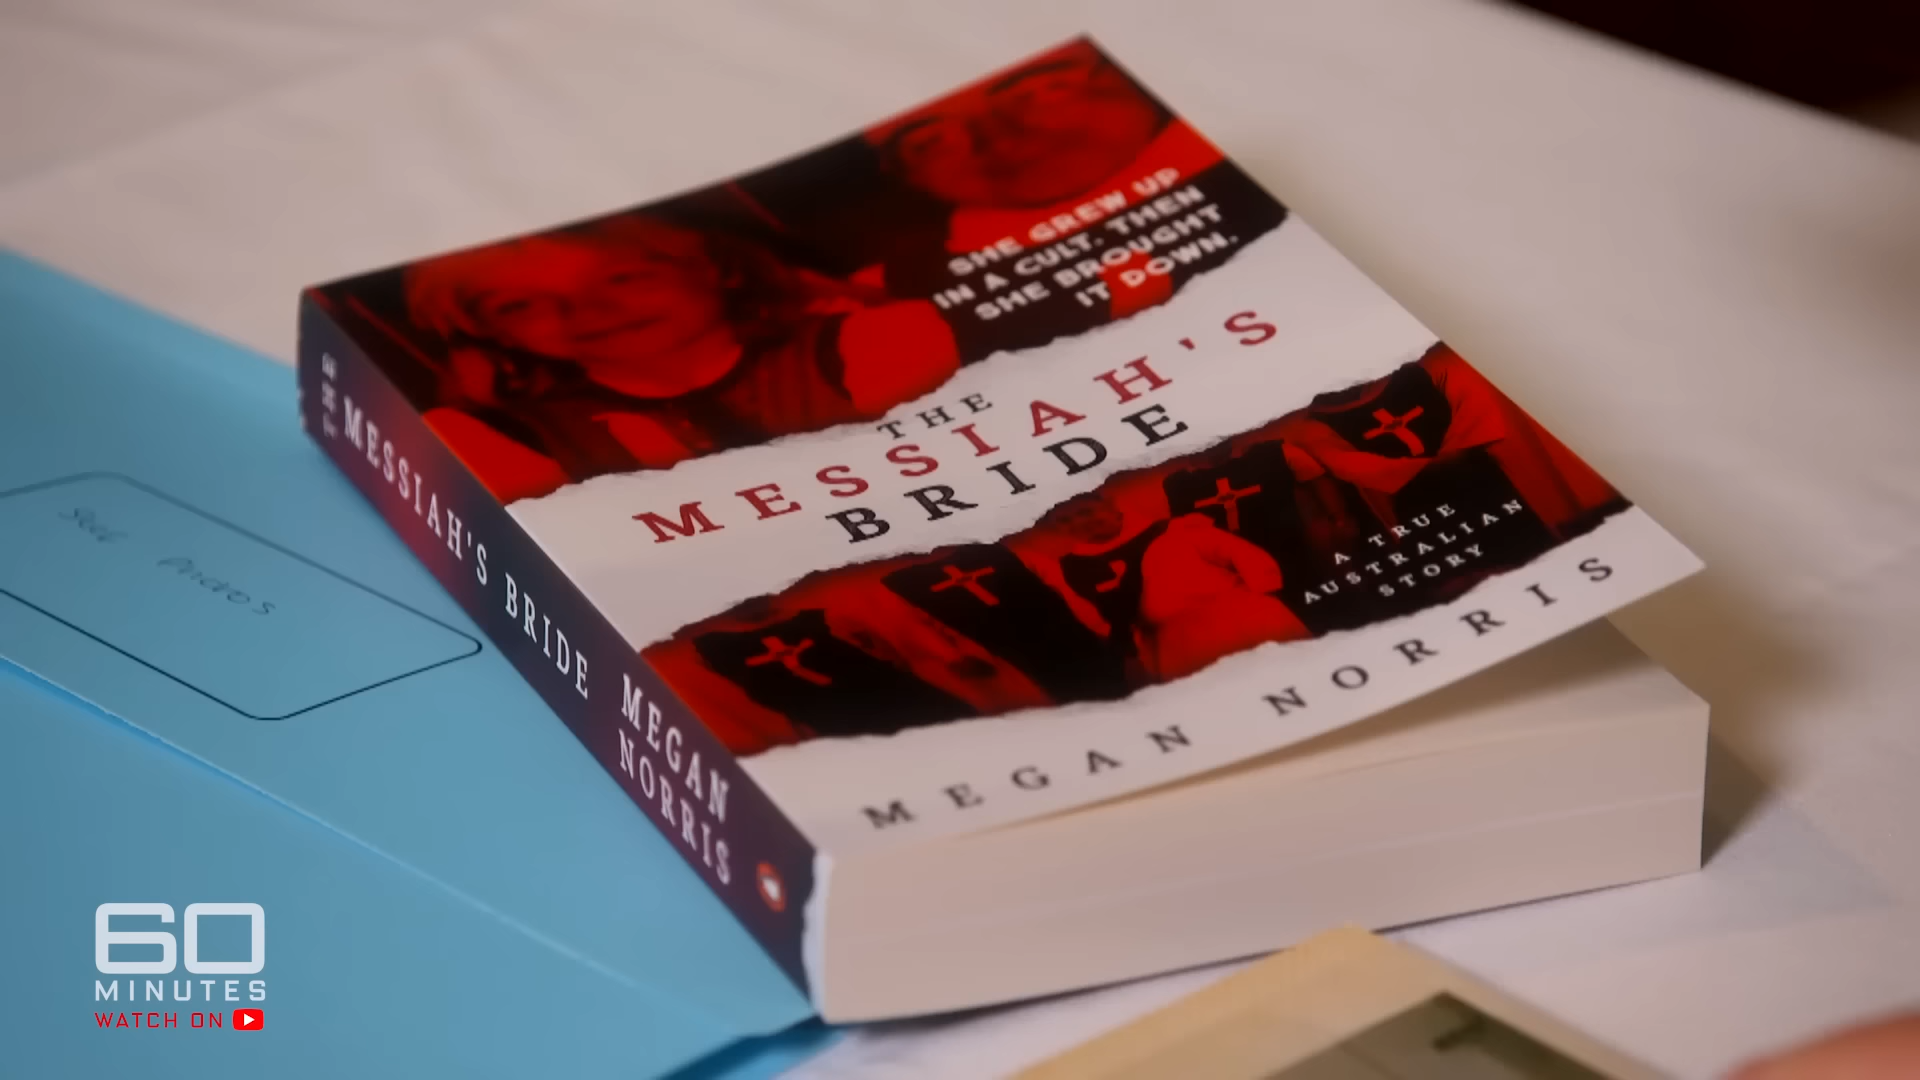 SHE GREW UP
IN A CULT. THEN
SHE BROUGHT
IT DOWN.
THE
MESSIAH'S
BRIDE
A TRUE
AUSTRALIAN
STORY
MEGAN NORRIS
THE MESSIAH'S BRIDE
MEGAN
NORRIS
60
MINUTES
WATCH ON